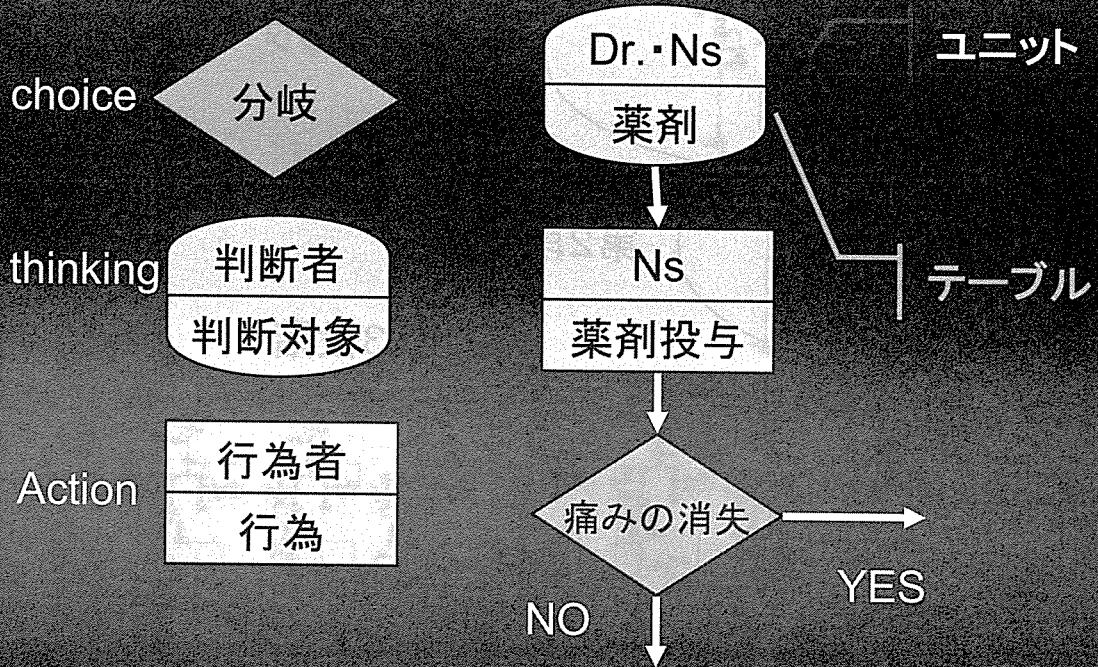 choice
分岐
thinking
判断者
判断対象
Action
行為者
行為
Dr.・Ns
薬剤
Ns
薬剤投与
痛みの消失
YES
NO
ユニット
テーブル